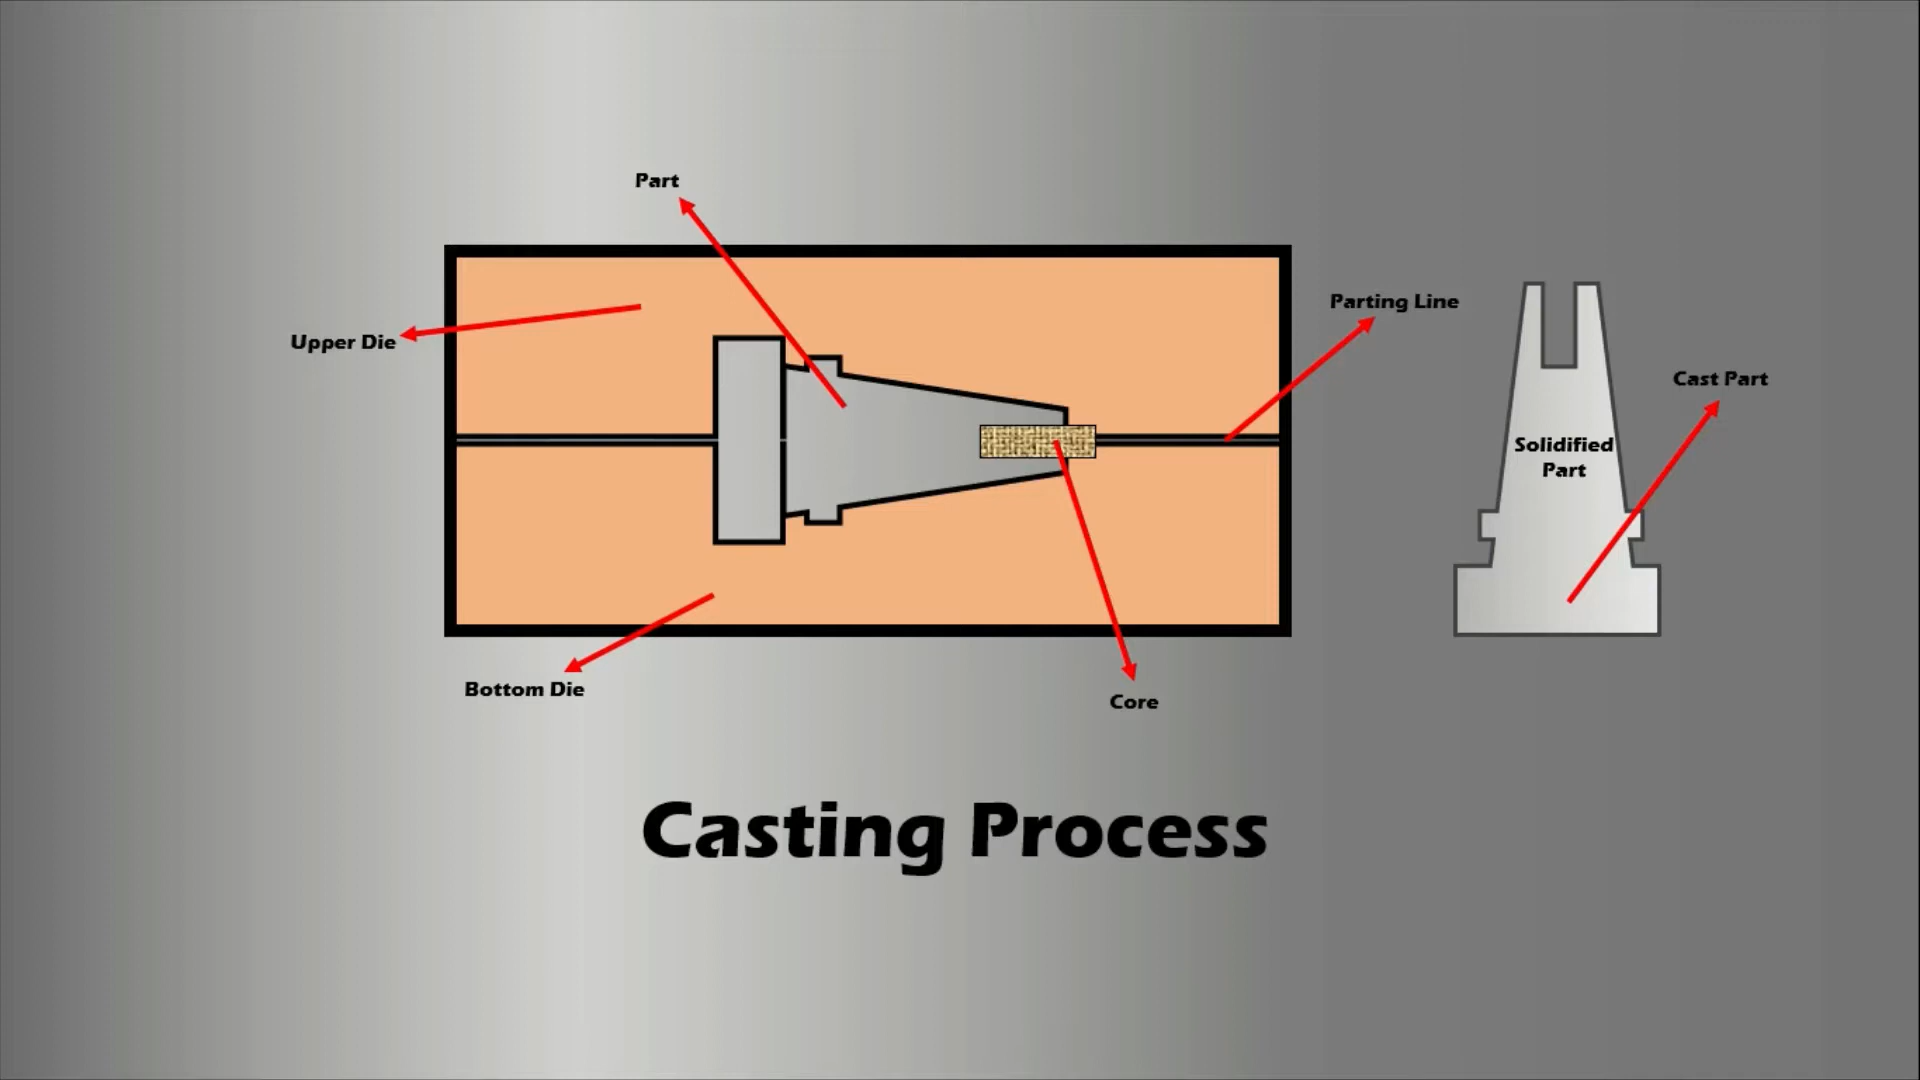 Part
Parting Line
Upper Die
Cast Part
Solidified
Part
Bottom Die
Core
Casting Process